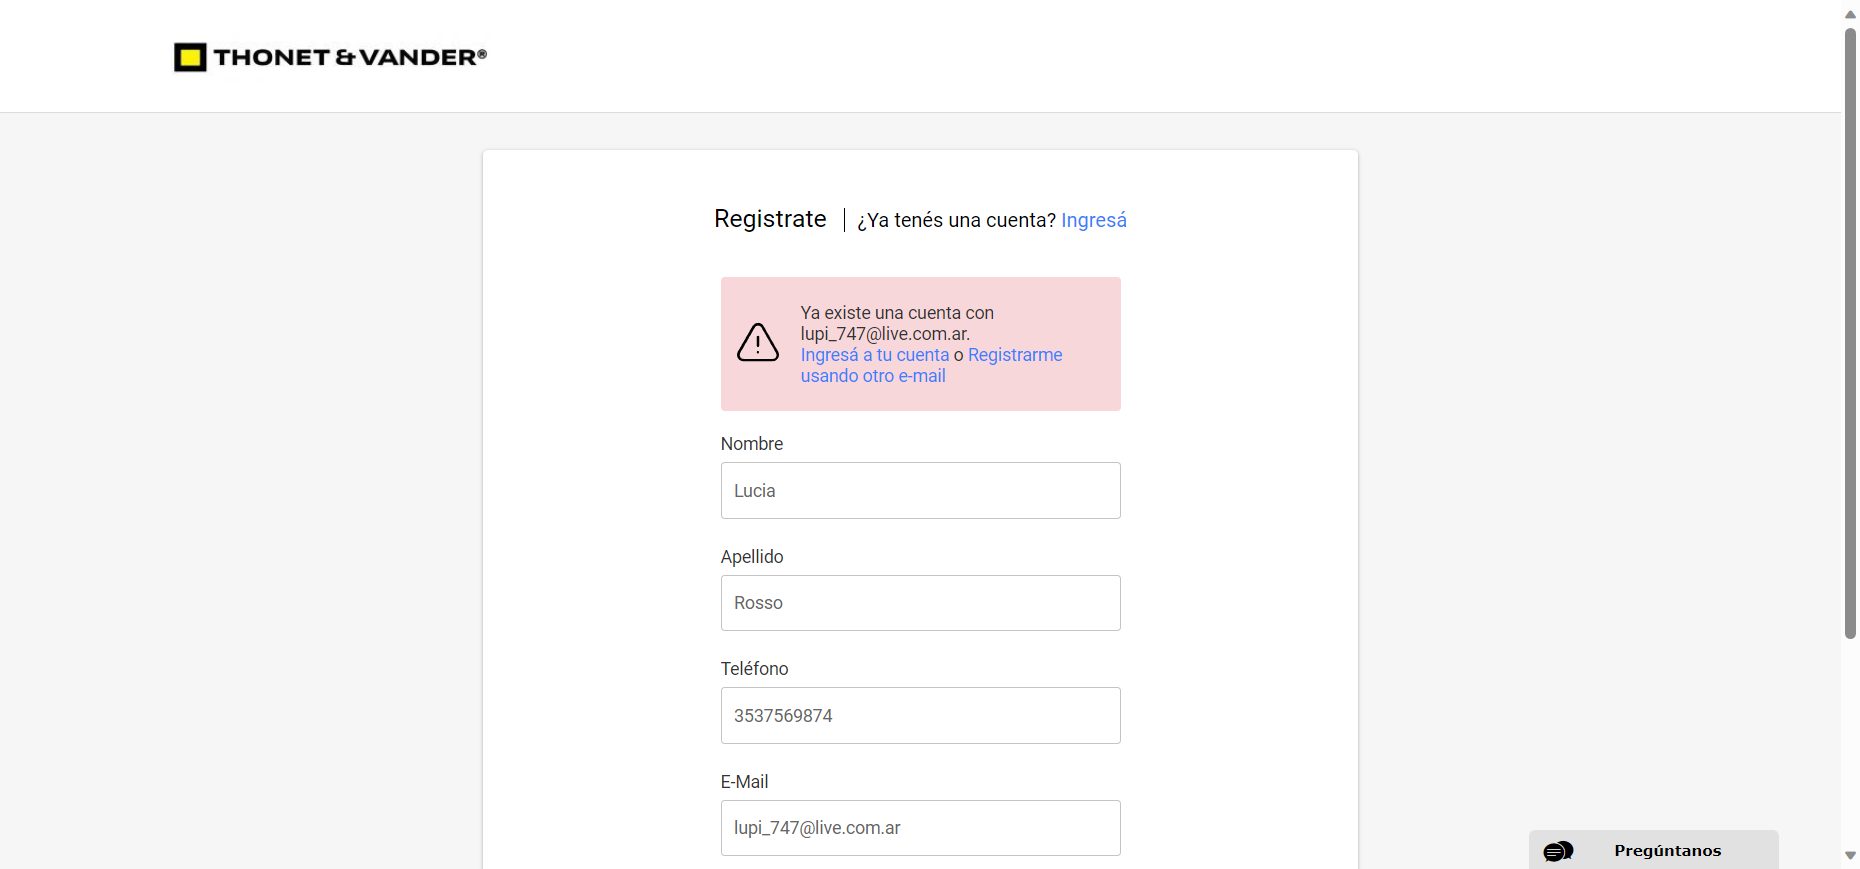 THONET & VANDER®
Registrate
¿Ya tenés una cuenta? Ingresá
Ya existe una cuenta con
lupi_747@live.com.ar.
Ingresá a tu cuenta o Registrarme
usando otro e-mail
Nombre
Lucia
Apellido
Rosso
Teléfono
3537569874
E-Mail
lupi_747@live.com.ar
Pregúntanos